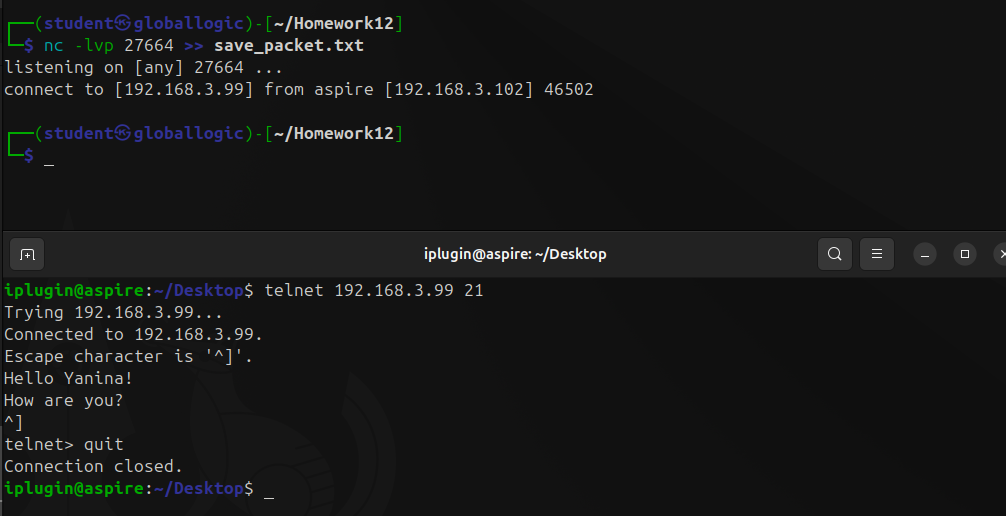 ┌──(student㉿globallogic)-[~/Homework12]
└─$ nc -lvp 27664 >> save_packet.txt
listening on [any] 27664 ...
connect to [192.168.3.99] from aspire [192.168.3.102] 46502
┌──(student㉿globallogic)-[~/Homework12]
└─$ _
iplugin@aspire: ~/Desktop
iplugin@aspire:~/Desktop$ telnet 192.168.3.99 21
Trying 192.168.3.99...
Connected to 192.168.3.99.
Escape character is '^]'.
Hello Yanina!
How are you?
^]
telnet> quit
Connection closed.
iplugin@aspire:~/Desktop$ _